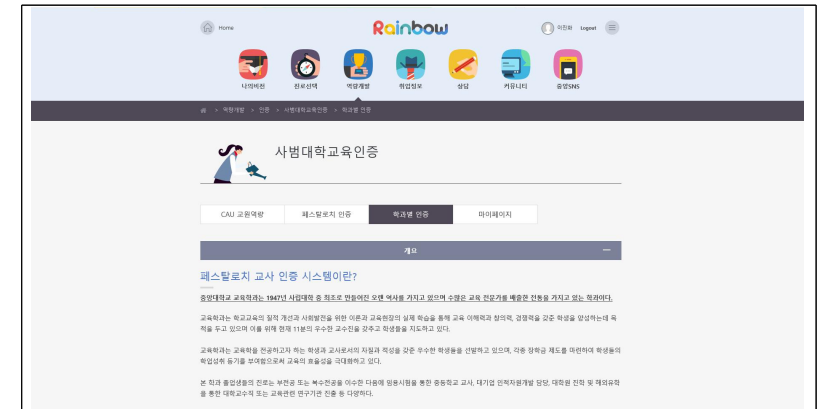 Home
Rainbow
이진화 Logout
나의비전 진로선택 역량개발 취업정보 상담 커뮤니티 중앙SNS
> 역량개발 > 인증 > 사범대학교육인증 > 학과별 인증
사범대학교육인증
CAU 교원역량 페스탈로치 인증 학과별 인증 마이페이지
개요
페스탈로치 교사 인증 시스템이란?
중앙대학교 교육학과는 1947년 사립대학 중 최초로 만들어진 오랜 역사를 가지고 있으며 수많은 교육 전문가를 배출한 전통을 가지고 있는 학과이다.
교육학과는 학교교육의 질적 개선과 사회발전을 위한 이론과 교육현장의 실제 학습을 통해 교육 이해력과 창의력, 경쟁력을 갖춘 학생을 양성하는데 목
적을 두고 있으며 이를 위해 현재 11분의 우수한 교수진을 갖추고 학생들을 지도하고 있다.
교육학과는 교육학을 전공하고자 하는 학생과 교사로서의 자질과 적성을 갖춘 우수한 학생들을 선발하고 있으며, 각종 장학금 제도를 마련하여 학생들의
학업성취 동기를 부여함으로써 교육의 효율성을 극대화하고 있다.
본 학과 졸업생들의 진로는 부전공 또는 복수전공을 이수한 다음에 임용시험을 통한 중등학교 교사, 대기업 인적자원개발 담당, 대학원 진학 및 해외유학
을 통한 대학교수직 또는 교육관련 연구기관 진출 등 다양하다.